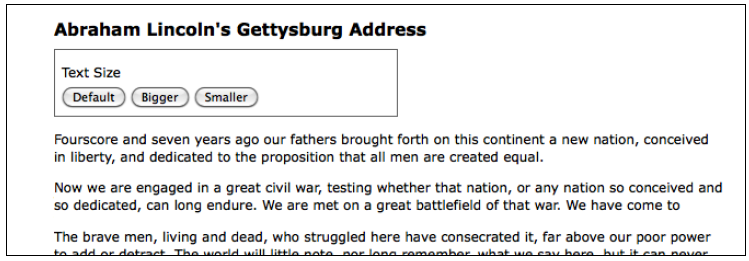 Abraham Lincoln's Gettysburg Address
Text Size
Default Bigger Smaller
Fourscore and seven years ago our fathers brought forth on this continent a new nation, conceived
in liberty, and dedicated to the proposition that all men are created equal.
Now we are engaged in a great civil war, testing whether that nation, or any nation so conceived and
so dedicated, can long endure. We are met on a great battlefield of that war. We have come to
The brave men, living and dead, who struggled here have consecrated it, far above our poor power
to add or detract. The world will little note, nor long remember, what we say here, but it can never